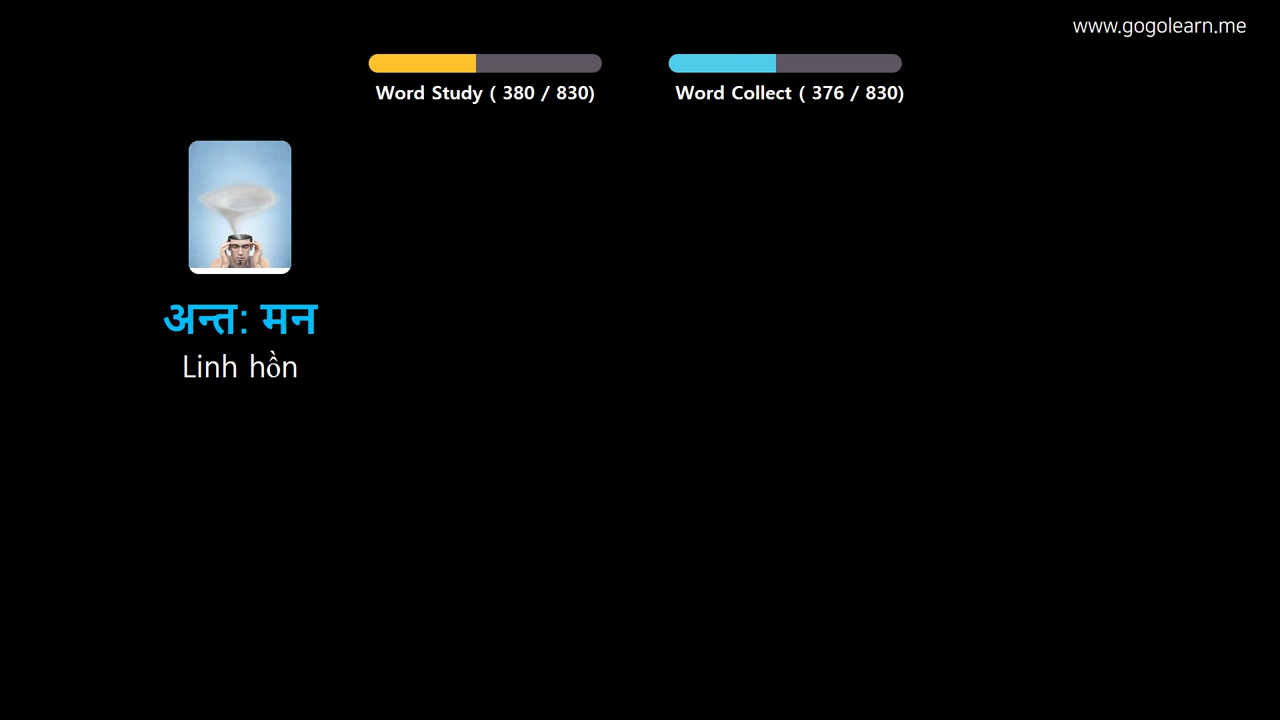 www.gogolearn.me
Word Study ( 380 / 830)
Word Collect ( 376 / 830)
अन्त: मन
Linh hồn